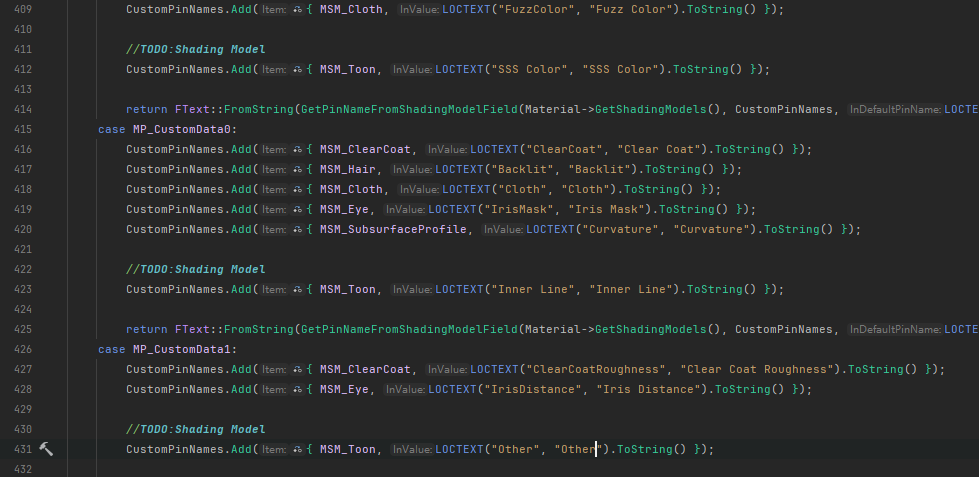 409 CustomPinNames.Add( Item: { MSM_Cloth, InValue: LOCTEXT("FuzzColor", "Fuzz Color").ToString() });
410
411 //TODO:Shading Model
412 CustomPinNames.Add( Item: { MSM_Toon, InValue: LOCTEXT("SSS Color", "SSS Color").ToString() });
413
414 return FText::FromString(GetPinNameFromShadingModelField(Material->GetShadingModels(), CustomPinNames, InDefaultPinName: LOCTE
415 case MP_CustomData0:
416 CustomPinNames.Add( Item: { MSM_ClearCoat, InValue: LOCTEXT("ClearCoat", "Clear Coat").ToString() });
417 CustomPinNames.Add( Item: { MSM_Hair, InValue: LOCTEXT("Backlit", "Backlit").ToString() });
418 CustomPinNames.Add( Item: { MSM_Cloth, InValue: LOCTEXT("Cloth", "Cloth").ToString() });
419 CustomPinNames.Add( Item: { MSM_Eye, InValue: LOCTEXT("IrisMask", "Iris Mask").ToString() });
420 CustomPinNames.Add( Item: { MSM_SubsurfaceProfile, InValue: LOCTEXT("Curvature", "Curvature").ToString() });
421
422 //TODO:Shading Model
423 CustomPinNames.Add( Item: { MSM_Toon, InValue: LOCTEXT("Inner Line", "Inner Line").ToString() });
424
425 return FText::FromString(GetPinNameFromShadingModelField(Material->GetShadingModels(), CustomPinNames, InDefaultPinName: LOCTE
426 case MP_CustomData1:
427 CustomPinNames.Add( Item: { MSM_ClearCoat, InValue: LOCTEXT("ClearCoatRoughness", "Clear Coat Roughness").ToString() });
428 CustomPinNames.Add( Item: { MSM_Eye, InValue: LOCTEXT("IrisDistance", "Iris Distance").ToString() });
429
430 //TODO:Shading Model
431 CustomPinNames.Add( Item: { MSM_Toon, InValue: LOCTEXT("Other", "Other").ToString() });
432